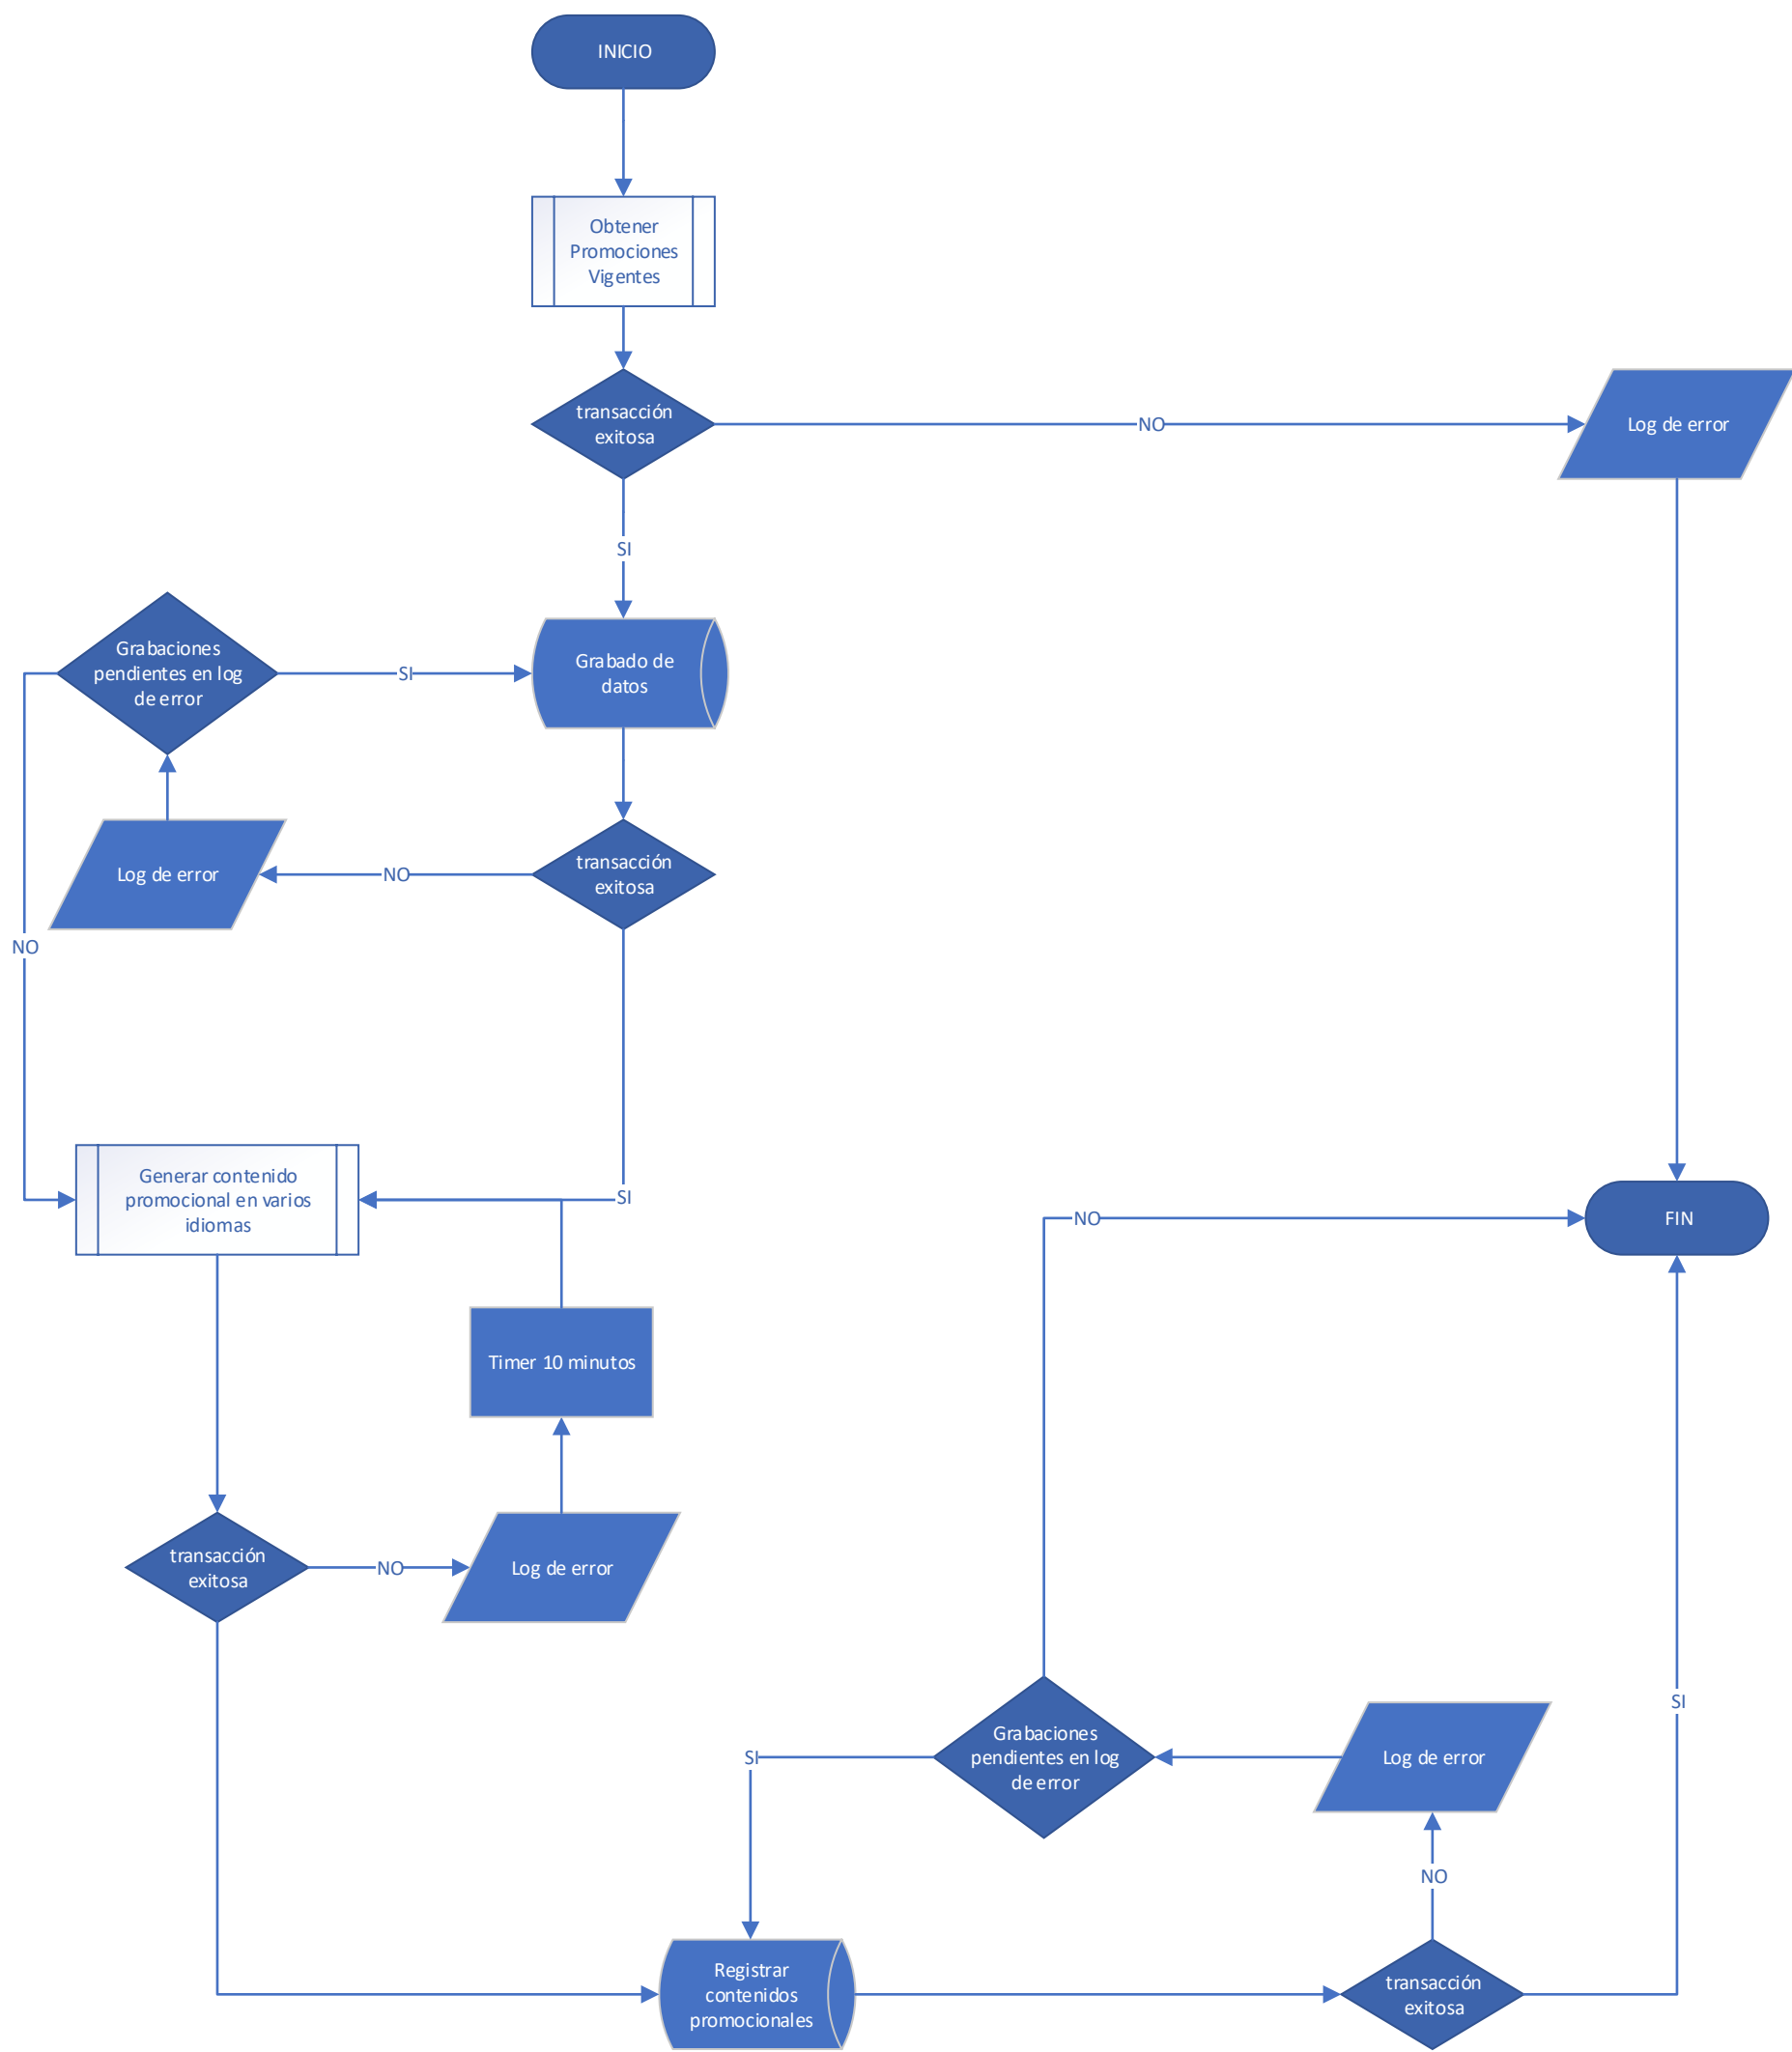 INICIO
Obtener
Promociones
Vigentes
transacción
exitosa
NO
Log de error
SI
Grabaciones
pendientes en log
de error
SI
Grabado de
datos
Log de error
NO
transacción
exitosa
NO
Generar contenido
promocional en varios
idiomas
SI
NO
FIN
Timer 10 minutos
transacción
exitosa
NO
Log de error
SI
Grabaciones
pendientes en log
de error
SI
Log de error
NO
Registrar
contenidos
promocionales
transacción
exitosa